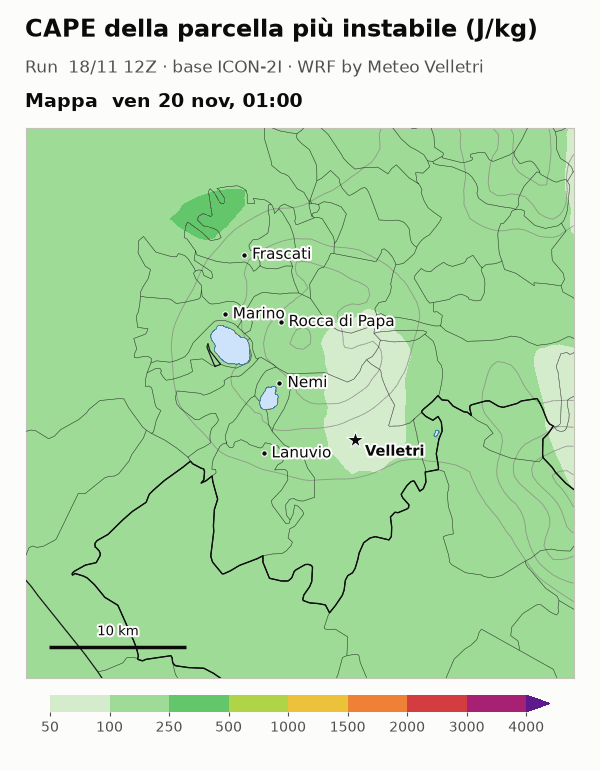 CAPE della parcella più instabile (J/kg)
Run  18/11 12Z · base ICON-2I · WRF by Meteo Velletri
Mappa  ven 20 nov, 01:00
Frascati
Marino
Rocca di Papa
Nemi
Lanuvio
Velletri
10 km
50 100 250 500 1000 1500 2000 3000 4000